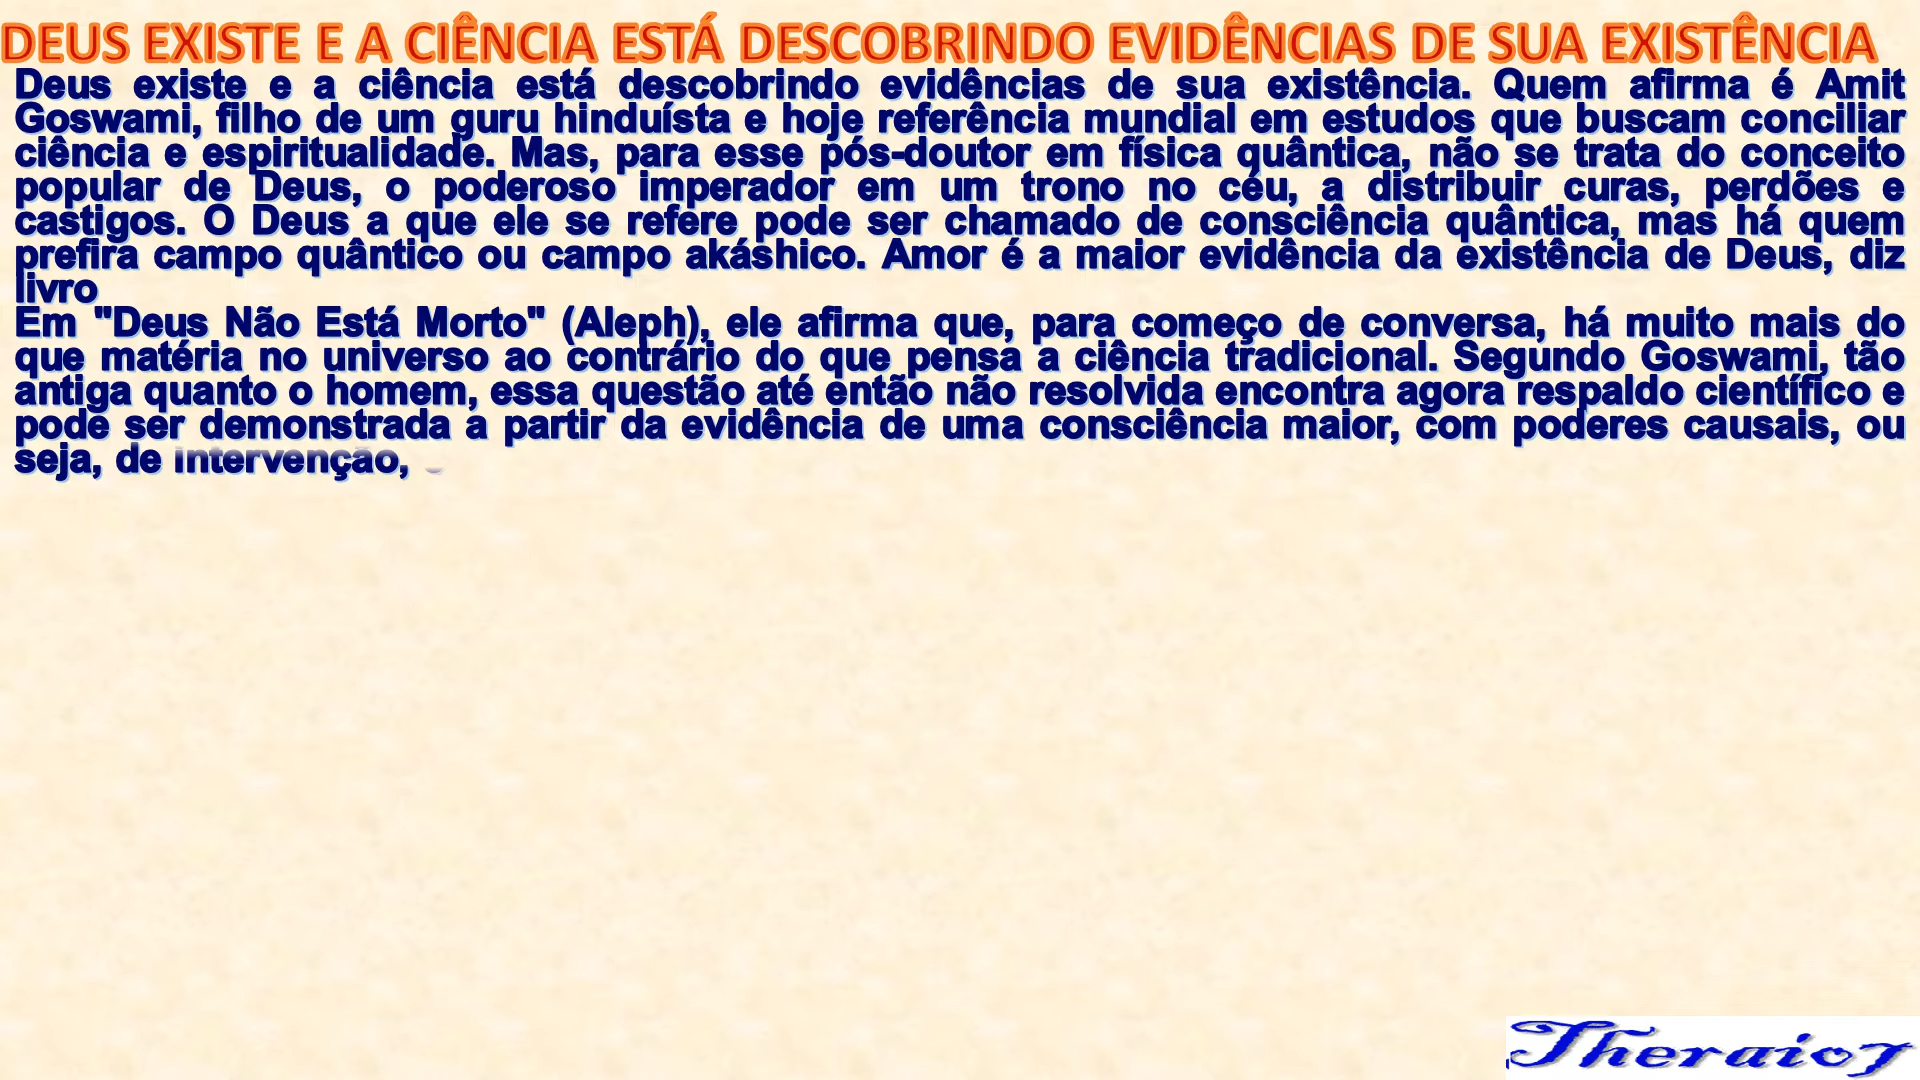 DEUS EXISTE E A CIÊNCIA ESTÁ DESCOBRINDO EVIDÊNCIAS DE SUA EXISTÊNCIA
Deus existe e a ciência está descobrindo evidências de sua existência. Quem afirma é Amit
Goswami, filho de um guru hinduísta e hoje referência mundial em estudos que buscam conciliar
ciência e espiritualidade. Mas, para esse pós-doutor em física quântica, não se trata do conceito
popular de Deus, o poderoso imperador em um trono no céu, a distribuir curas, perdões e
castigos. O Deus a que ele se refere pode ser chamado de consciência quântica, mas há quem
prefira campo quântico ou campo akáshico. Amor é a maior evidência da existência de Deus, diz
livro
Em "Deus Não Está Morto" (Aleph), ele afirma que, para começo de conversa, há muito mais do
que matéria no universo ao contrário do que pensa a ciência tradicional. Segundo Goswami, tão
antiga quanto o homem, essa questão até então não resolvida encontra agora respaldo científico e
pode ser demonstrada a partir da evidência de uma consciência maior, com poderes causais, ou
seja, de intervenção,
Theraio7